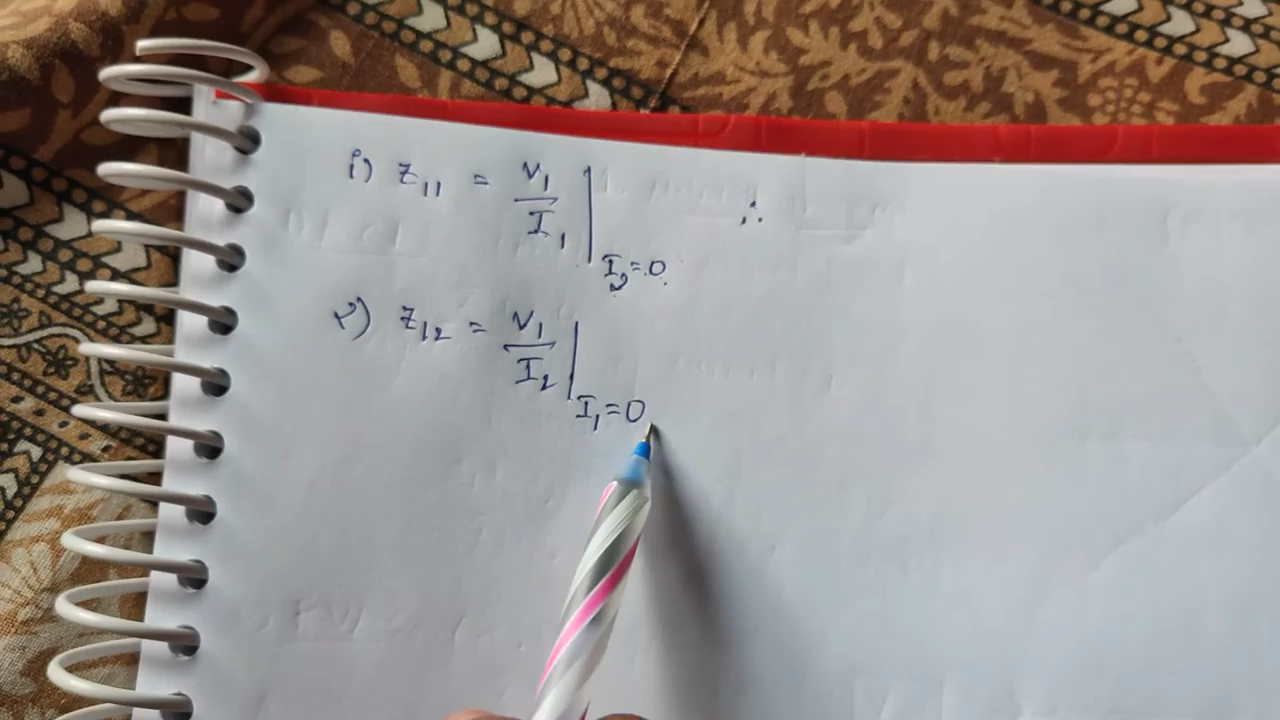 i) Z11 = V1/I1 | I2=0 ∴
2) Z12 = V1/I2 | I1=0